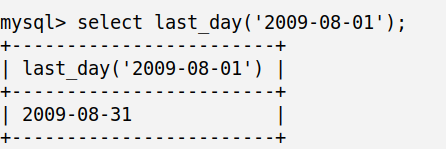 mysql> select last_day('2009-08-01');
+------------------------+
| last_day('2009-08-01') |
+------------------------+
| 2009-08-31             |
+------------------------+